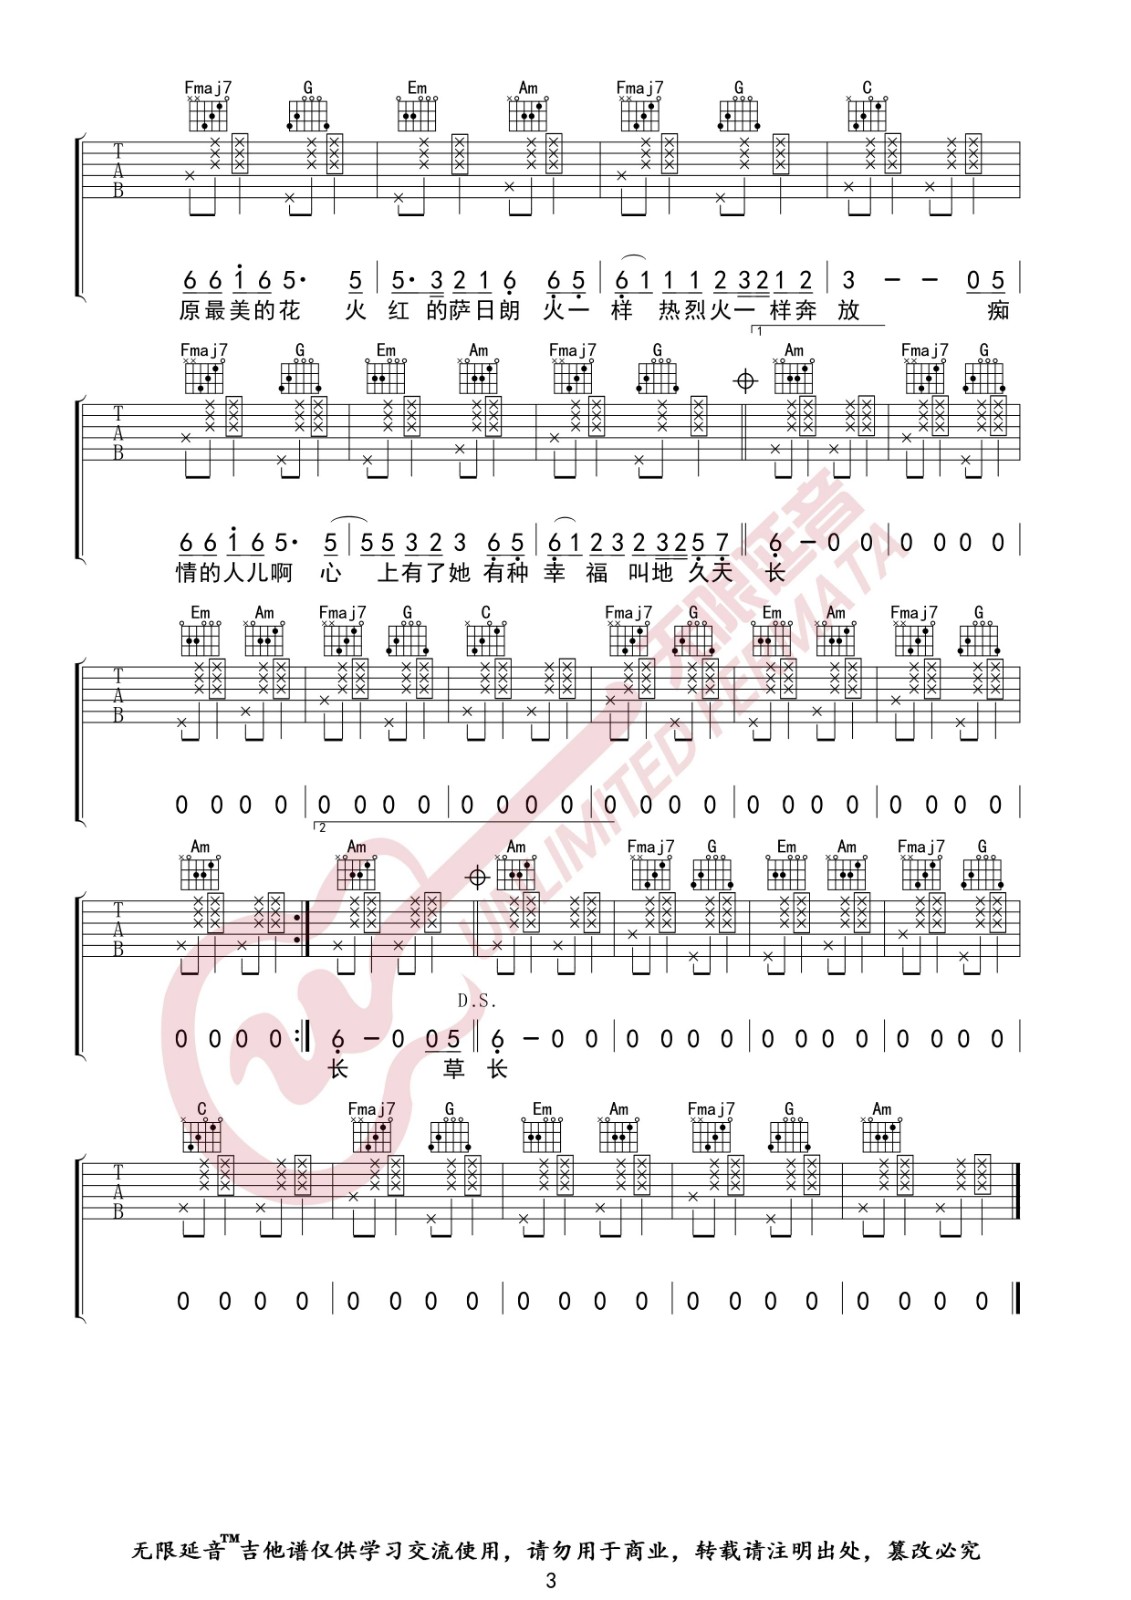 Fmaj7 G Em Am Fmaj7 G C
T A B
6 6 1 6 5· 5 5· 3 2 1 6 6 5 6 1 1 1 2 3 2 1 2 3 — — 0 5
原最美的花 火 红 的萨日朗 火一 样 热烈火一 样奔 放 痴
1
Fmaj7 G Em Am Fmaj7 G Am Fmaj7 G
T A B
6 6 1 6 5· 5 5 5 3 2 3 6 5 6 1 2 3 2 3 2 5 7 6 — 0 0 0 0 0 0
情的人儿啊 心 上有了她 有种 幸 福 叫地 久天 长
Em Am Fmaj7 G C Fmaj7 G Em Am Fmaj7 G
T A B
0 0 0 0 0 0 0 0 0 0 0 0 0 0 0 0 0 0 0 0 0 0 0 0
2
Am Am Am Fmaj7 G Em Am Fmaj7 G
T A B
D.S.
0 0 0 0 6 — 0 0 5 6 — 0 0 0 0 0 0 0 0 0 0 0 0 0 0
长 草 长
C Fmaj7 G Em Am Fmaj7 G Am
T A B
0 0 0 0 0 0 0 0 0 0 0 0 0 0 0 0 0 0 0 0
无限延音
UNLIMITED FERMATA
无限延音™吉他谱仅供学习交流使用，请勿用于商业，转载请注明出处，篡改必究
3